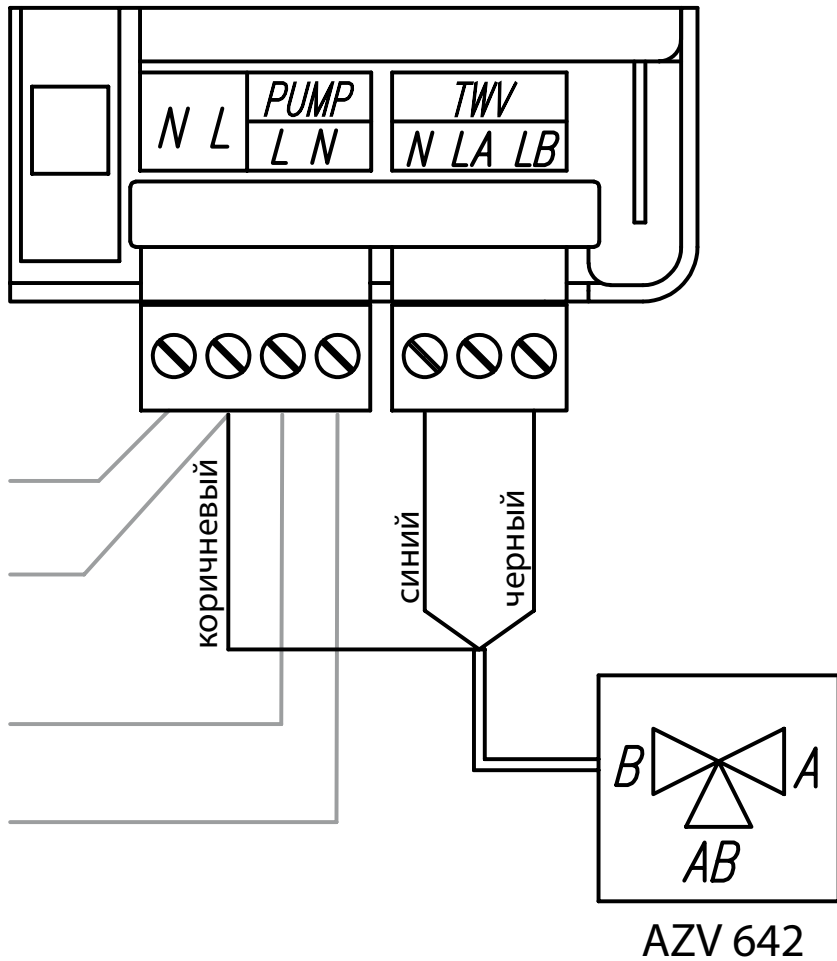 PUMP
TWV
N L
L N
N LA LB
коричневый
синий
черный
B
A
AB
AZV 642